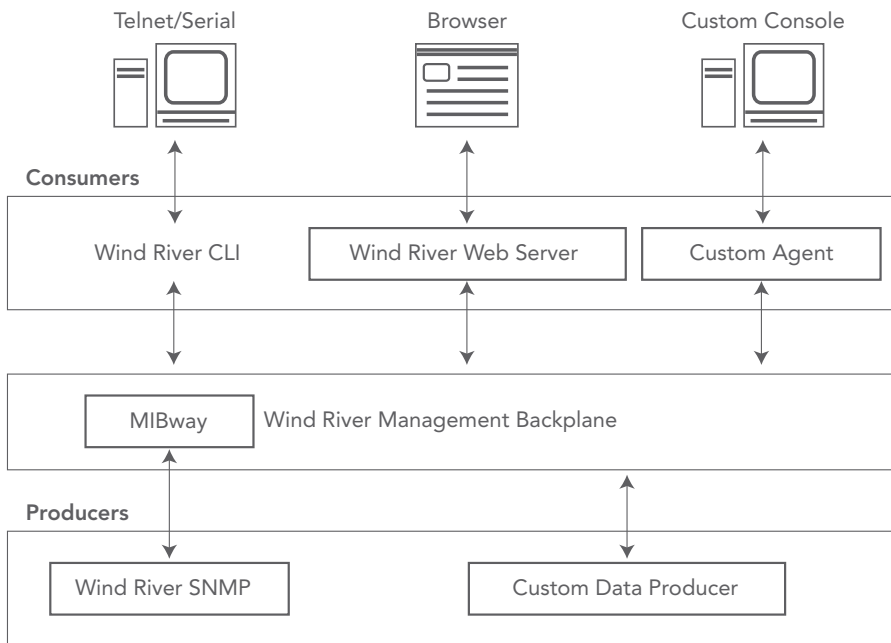 Telnet/Serial
Browser
Custom Console
Consumers
Wind River CLI
Wind River Web Server
Custom Agent
MIBway
Wind River Management Backplane
Producers
Wind River SNMP
Custom Data Producer